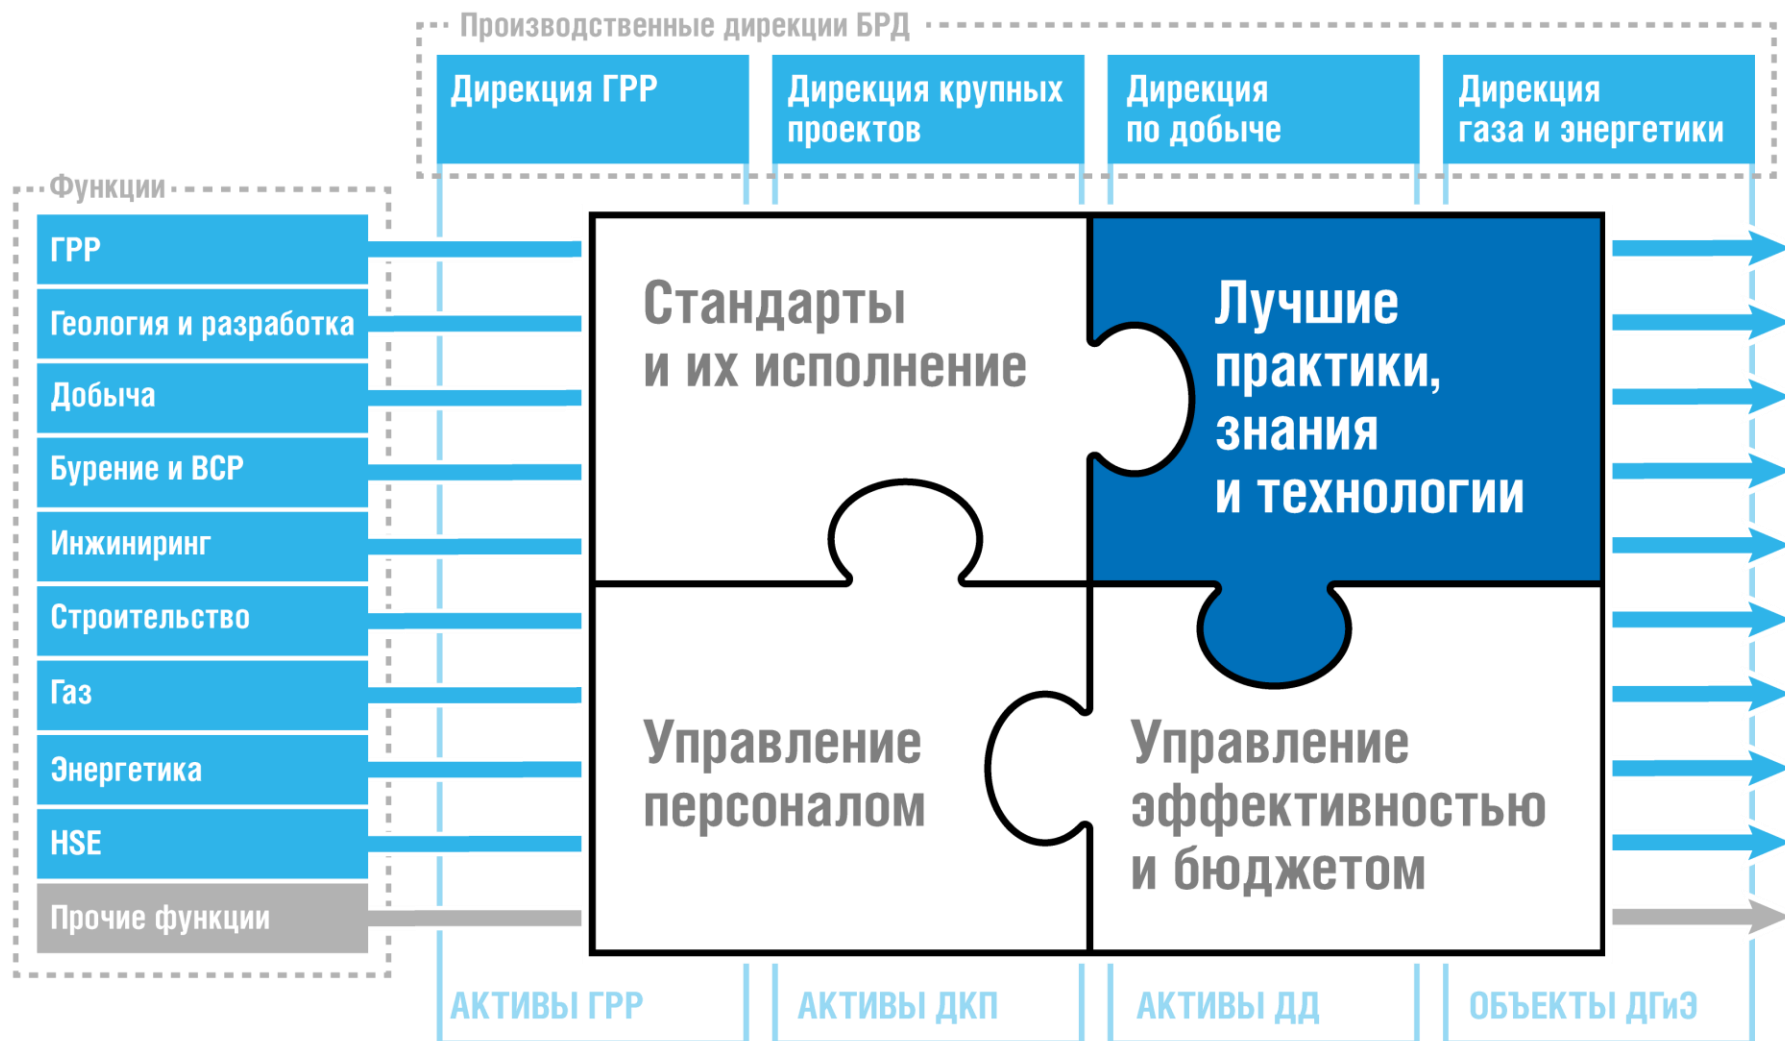 Производственные дирекции БРД
Дирекция ГРР
Дирекция крупных
проектов
Дирекция
по добыче
Дирекция
газа и энергетики
Функции
ГРР
Геология и разработка
Добыча
Бурение и ВСР
Инжиниринг
Строительство
Газ
Энергетика
HSE
Прочие функции
Стандарты
и их исполнение
Лучшие
практики,
знания
и технологии
Управление
персоналом
Управление
эффективностью
и бюджетом
АКТИВЫ ГРР
АКТИВЫ ДКП
АКТИВЫ ДД
ОБЪЕКТЫ ДГиЭ